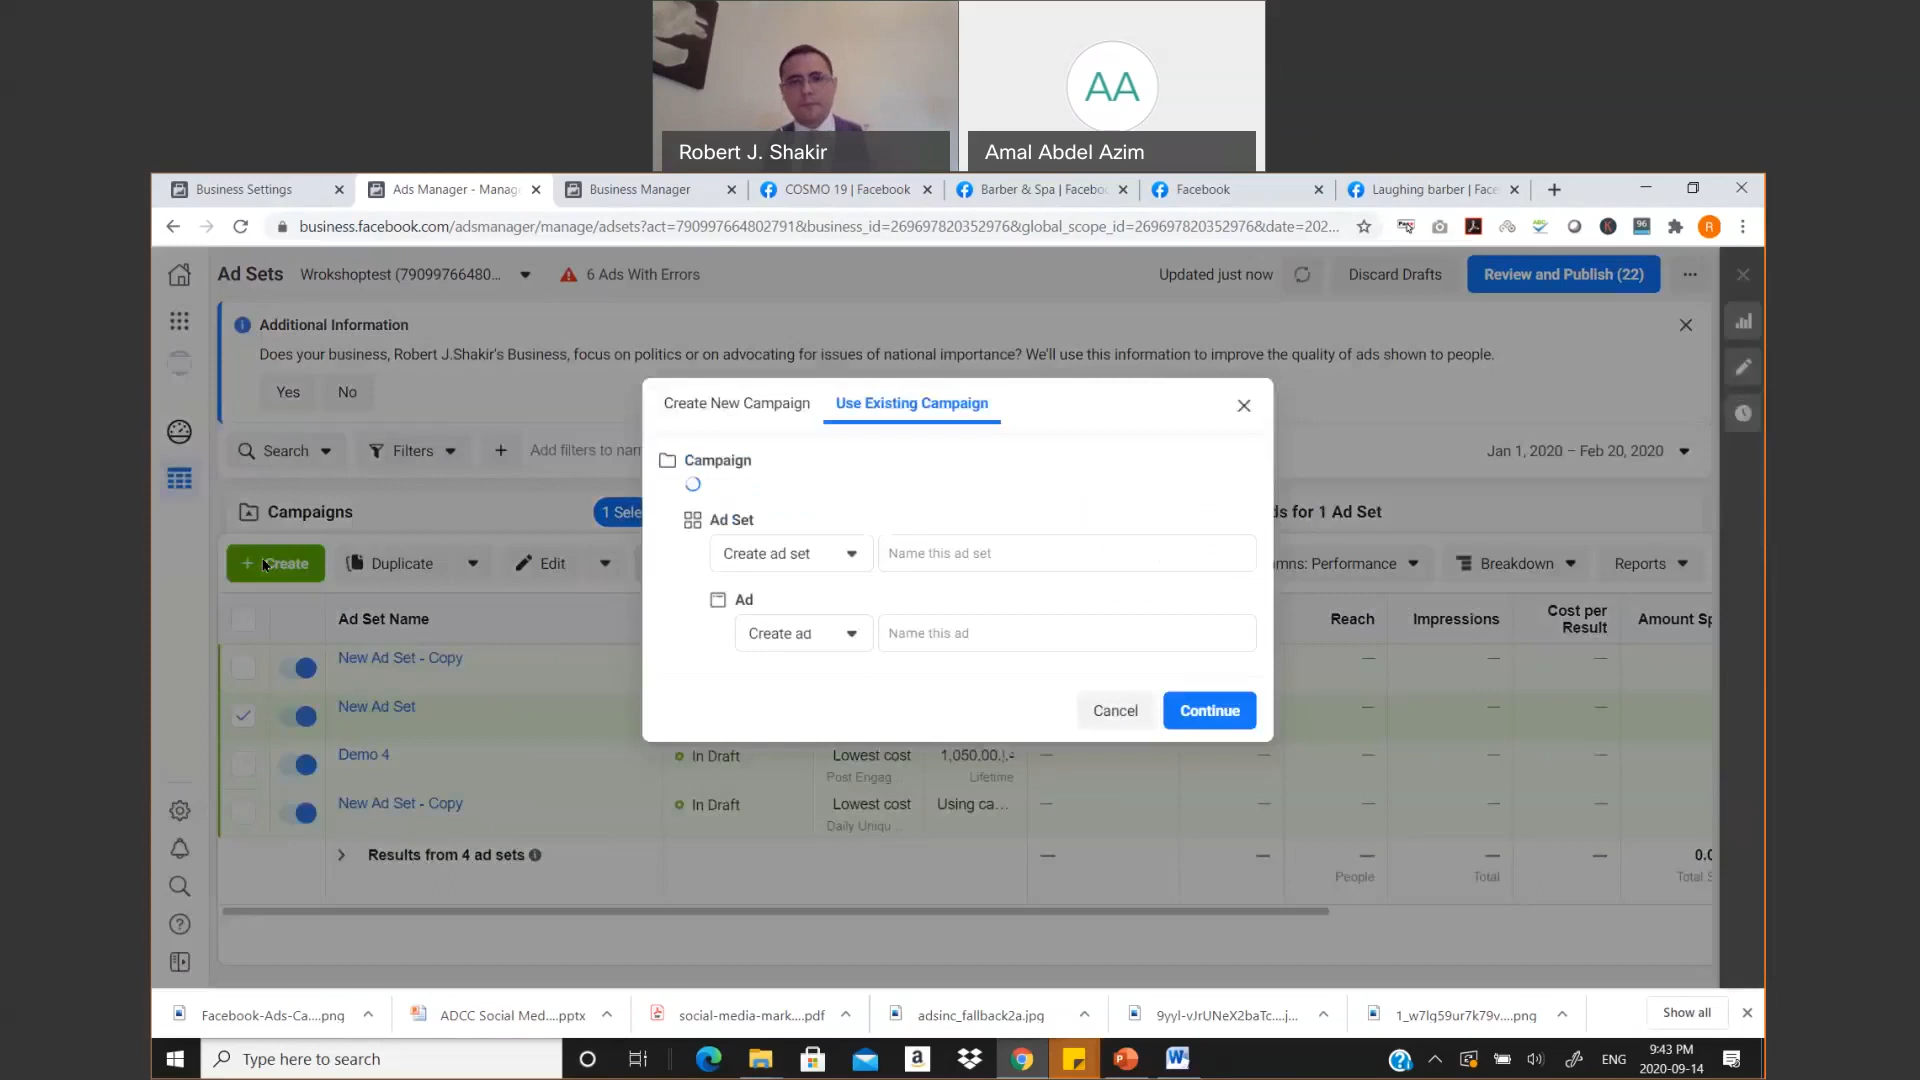 AA
Robert J. Shakir
Amal Abdel Azim
Business Settings
Ads Manager - Manag
Business Manager
COSMO 19 | Facebook
Barber & Spa | Facebo
Facebook
Laughing barber | Face
business.facebook.com/adsmanager/manage/adsets?act=790997664802791&business_id=269697820352976&global_scope_id=269697820352976&date=202...
96
R
Ad Sets
Wrokshoptest (79099766480...
6 Ads With Errors
Updated just now
Discard Drafts
Review and Publish (22)
Additional Information
Does your business, Robert J.Shakir's Business, focus on politics or on advocating for issues of national importance? We'll use this information to improve the quality of ads shown to people.
Yes
No
Create New Campaign
Use Existing Campaign
Search
Filters
Add filters to nar
Jan 1, 2020 – Feb 20, 2020
Campaign
Campaigns
1 Sele
ds for 1 Ad Set
Ad Set
Create ad set
Name this ad set
Create
Duplicate
Edit
mns: Performance
Breakdown
Reports
Ad
Create ad
Name this ad
Ad Set Name
Reach
Impressions
Cost per
Result
Amount Sp
New Ad Set - Copy
New Ad Set
Cancel
Continue
Demo 4
In Draft
Lowest cost
Post Engag...
Lifetime
New Ad Set - Copy
In Draft
Lowest cost
Daily Uniqu...
Using ca...
Results from 4 ad sets
People
Total
Facebook-Ads-Ca....png
ADCC Social Med....pptx
social-media-mark....pdf
adsinc_fallback2a.jpg
9yyl-vJrUNeX2baTc....j...
1_w7lg59ur7k79v....png
Show all
Type here to search
ENG
9:43 PM
2020-09-14